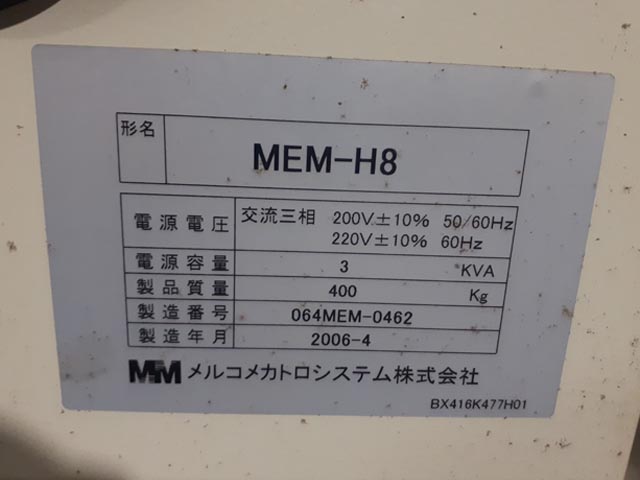 形名 MEM-H8
電源電圧 交流三相 200V±10% 50/60Hz
220V±10% 60Hz
電源容量 3 KVA
製品質量 400 Kg
製造番号 064MEM-0462
製造年月 2006-4
MM メルコメカトロシステム株式会社
BX416K477H01